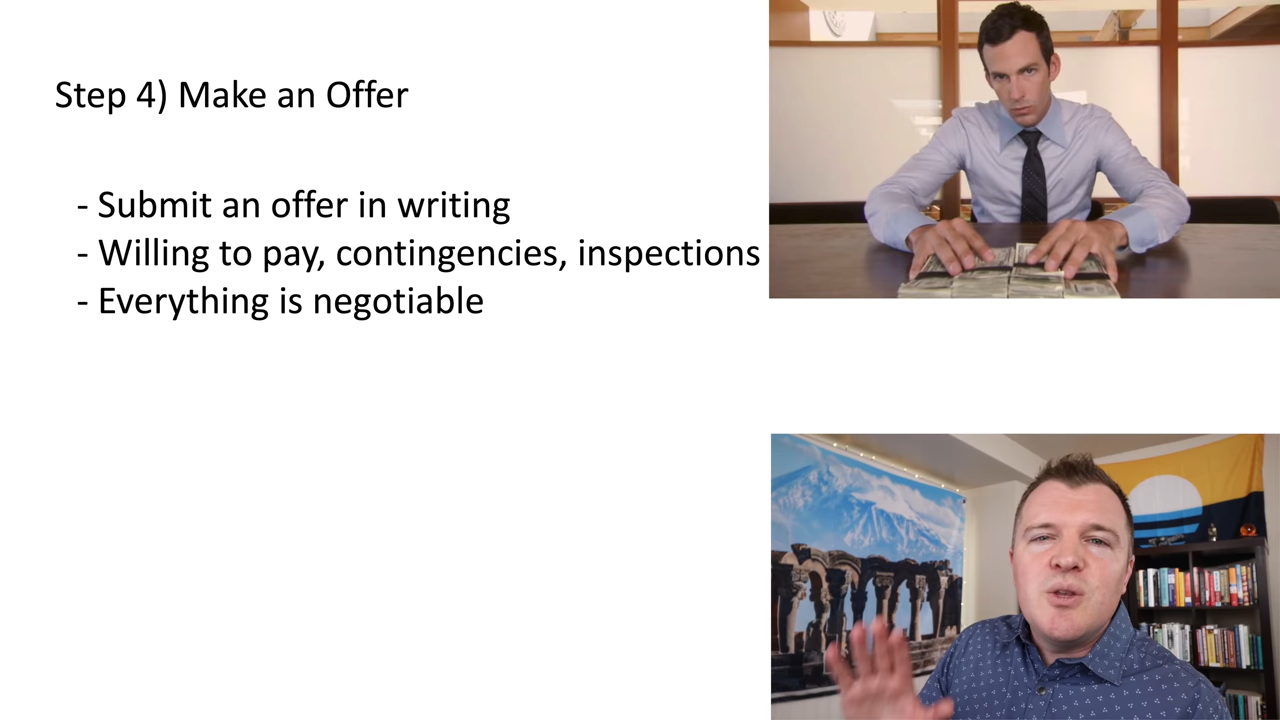 Step 4) Make an Offer
- Submit an offer in writing
- Willing to pay, contingencies, inspections
- Everything is negotiable